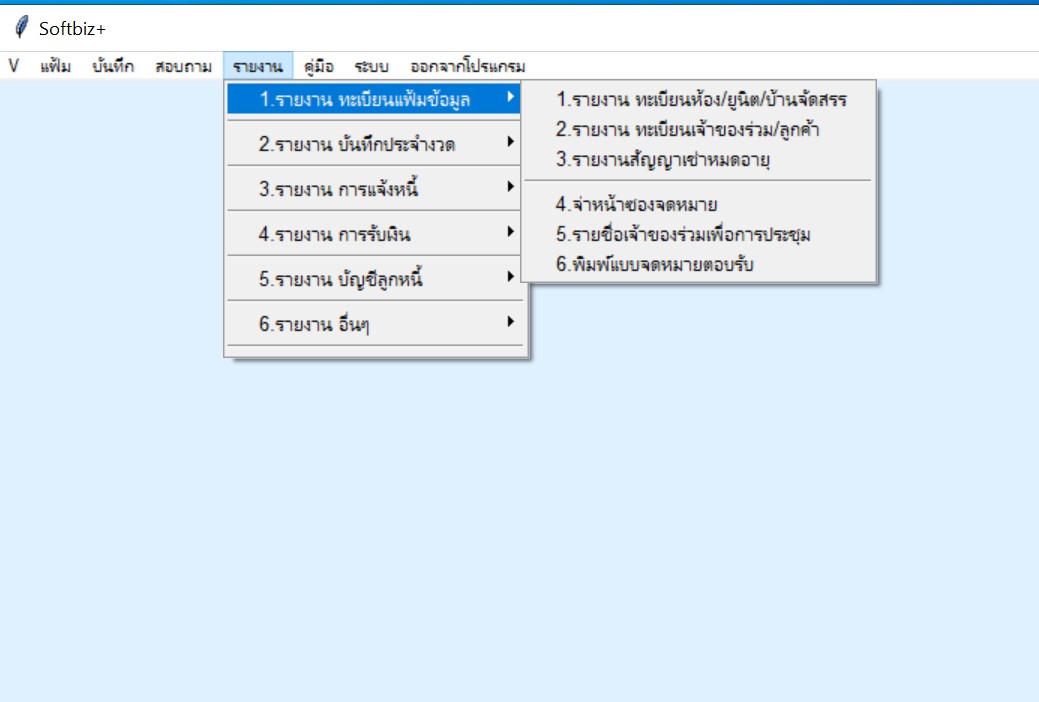 Softbiz+
V แฟ้ม บันทึก สอบถาม รายงาน คู่มือ ระบบ ออกจากโปรแกรม
1.รายงาน ทะเบียนแฟ้มข้อมูล
2.รายงาน บันทึกประจำงวด
3.รายงาน การแจ้งหนี้
4.รายงาน การรับเงิน
5.รายงาน บัญชีลูกหนี้
6.รายงาน อื่นๆ
1.รายงาน ทะเบียนห้อง/ยูนิต/บ้านจัดสรร
2.รายงาน ทะเบียนเจ้าของร่วม/ลูกค้า
3.รายงานสัญญาเช่าหมดอายุ
4.จ่าหน้าซองจดหมาย
5.รายชื่อเจ้าของร่วมเพื่อการประชุม
6.พิมพ์แบบจดหมายตอบรับ